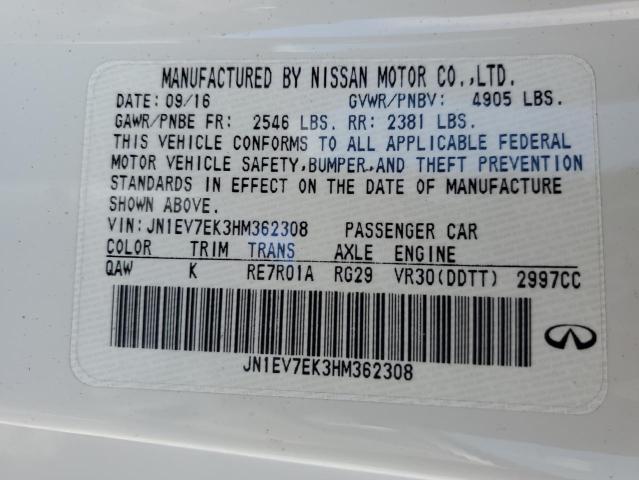 MANUFACTURED BY NISSAN MOTOR CO.,LTD.
DATE: 09/16 GVWR/PNBV: 4905 LBS.
GAWR/PNBE FR: 2546 LBS. RR: 2381 LBS.
THIS VEHICLE CONFORMS TO ALL APPLICABLE FEDERAL
MOTOR VEHICLE SAFETY,BUMPER,AND THEFT PREVENTION
STANDARDS IN EFFECT ON THE DATE OF MANUFACTURE
SHOWN ABOVE.
VIN:JN1EV7EK3HM362308 PASSENGER CAR
COLOR TRIM TRANS AXLE ENGINE
QAW K RE7R01A RG29 VR30(DDTT) 2997CC
JN1EV7EK3HM362308